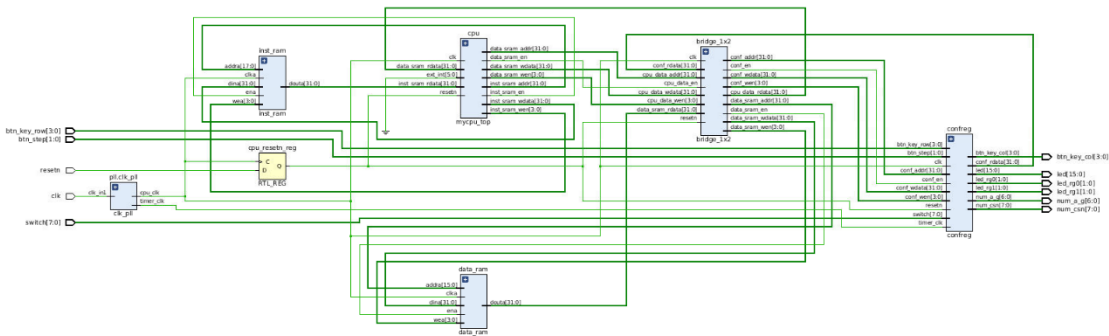 btn_key_row[3:0]
btn_step[1:0]
resetn
clk
switch[7:0]
inst_ram
addra[17:0]
clka
dina[31:0]
ena
wea[3:0]
douta[31:0]
inst_ram
cpu_resetn_reg
C
D
Q
RTL_REG
pll.clk_pll
clk_in1
cpu_clk
timer_clk
clk_pll
cpu
clk
data_sram_rdata[31:0]
ext_int[5:0]
inst_sram_rdata[31:0]
resetn
data_sram_addr[31:0]
data_sram_en
data_sram_wdata[31:0]
data_sram_wen[3:0]
inst_sram_addr[31:0]
inst_sram_en
inst_sram_wdata[31:0]
inst_sram_wen[3:0]
mycpu_top
bridge_1x2
clk
conf_rdata[31:0]
cpu_data_addr[31:0]
cpu_data_en
cpu_data_wdata[31:0]
cpu_data_wen[3:0]
data_sram_rdata[31:0]
resetn
conf_addr[31:0]
conf_en
conf_wdata[31:0]
conf_wen[3:0]
cpu_data_rdata[31:0]
data_sram_addr[31:0]
data_sram_en
data_sram_wdata[31:0]
data_sram_wen[3:0]
bridge_1x2
data_ram
addra[15:0]
clka
dina[31:0]
ena
wea[3:0]
douta[31:0]
data_ram
confreg
btn_key_row[3:0]
btn_step[1:0]
clk
conf_addr[31:0]
conf_en
conf_wdata[31:0]
conf_wen[3:0]
resetn
switch[7:0]
timer_clk
btn_key_col[3:0]
conf_rdata[31:0]
led[15:0]
led_rg0[1:0]
led_rg1[1:0]
num_a_g[6:0]
num_csn[7:0]
confreg
btn_key_col[3:0]
led[15:0]
led_rg0[1:0]
led_rg1[1:0]
num_a_g[6:0]
num_csn[7:0]